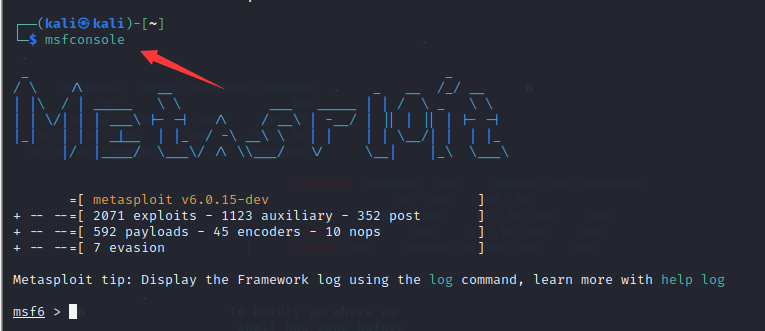 (kali㉿kali)-[~]
$ msfconsole
=[ metasploit v6.0.15-dev ]
+ -- --=[ 2071 exploits - 1123 auxiliary - 352 post ]
+ -- --=[ 592 payloads - 45 encoders - 10 nops ]
+ -- --=[ 7 evasion ]
Metasploit tip: Display the Framework log using the log command, learn more with help log
msf6 >
To boldly go where no
shell has gone before